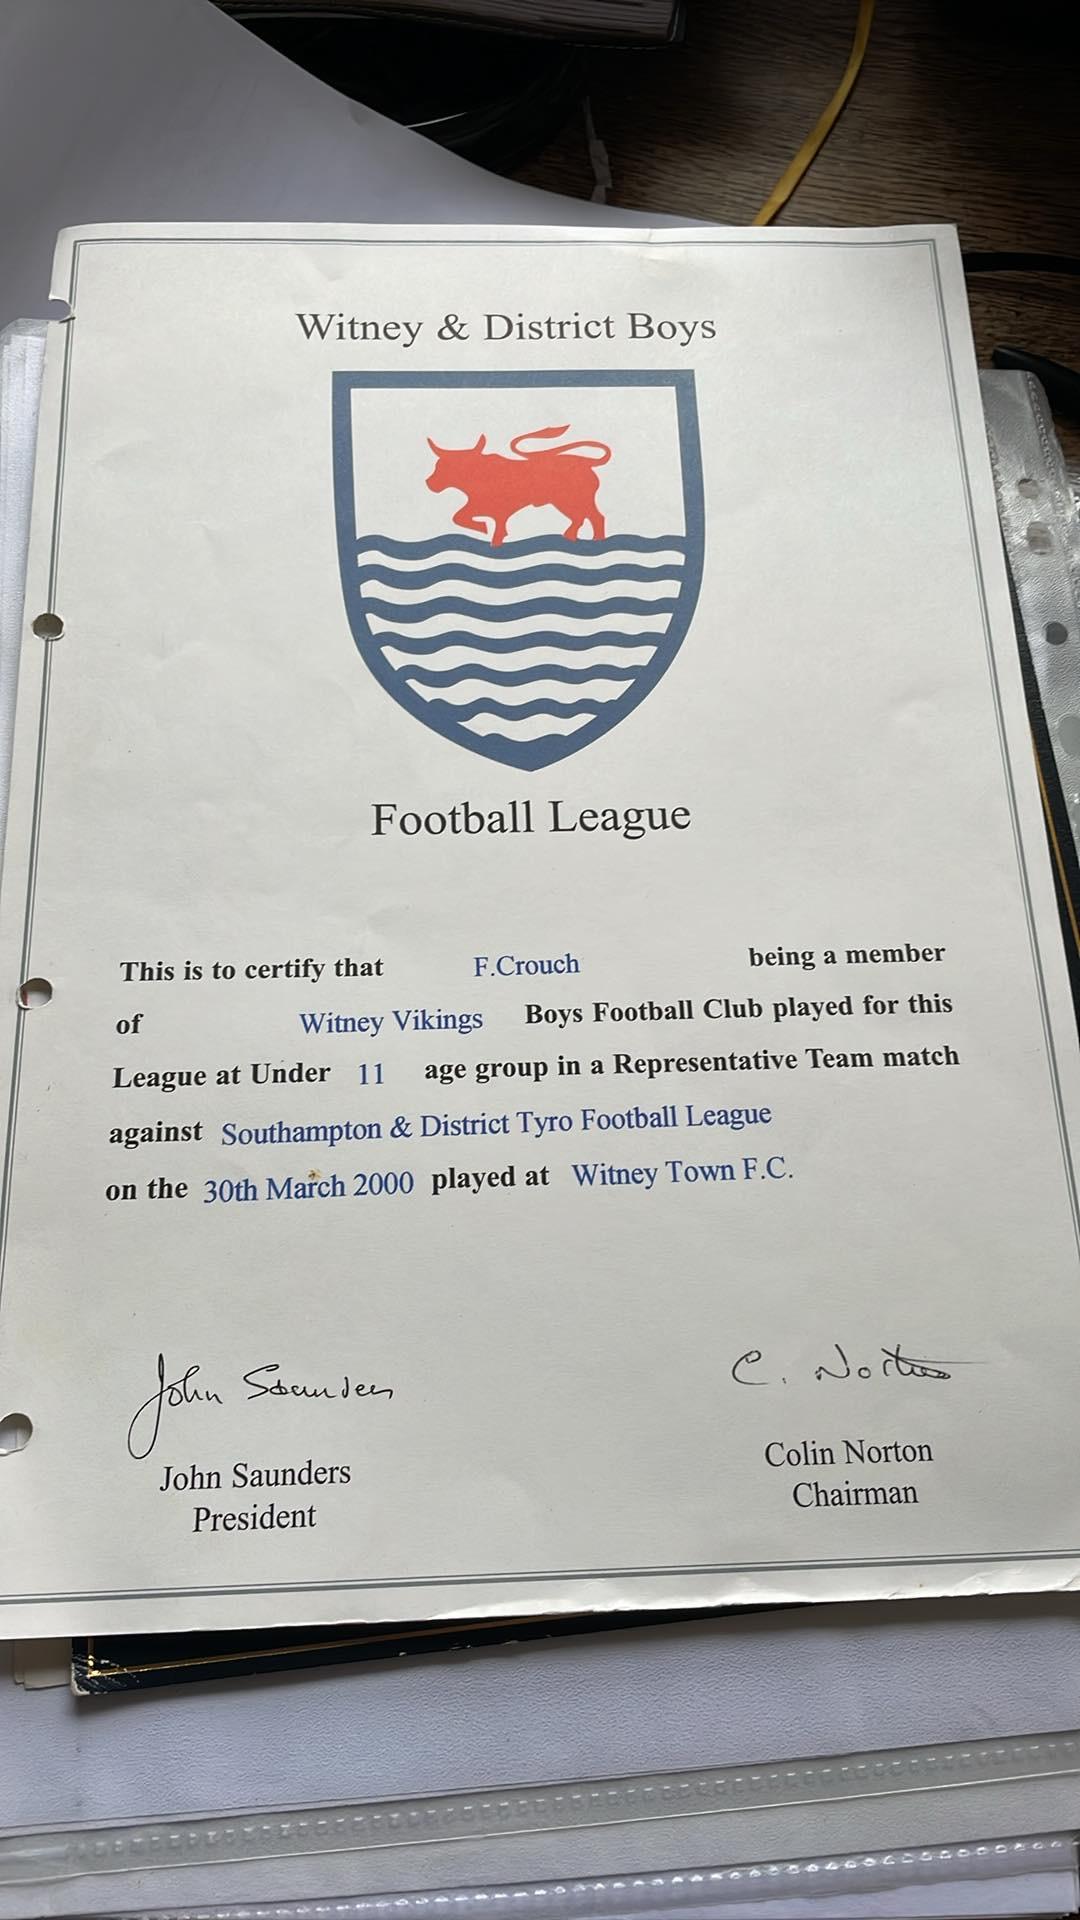 Witney & District Boys
Football League
This is to certify that F.Crouch being a member
of Witney Vikings Boys Football Club played for this
League at Under 11 age group in a Representative Team match
against Southampton & District Tyro Football League
on the 30th March 2000 played at Witney Town F.C.
John Saunders
C. Norton
John Saunders
President
Colin Norton
Chairman